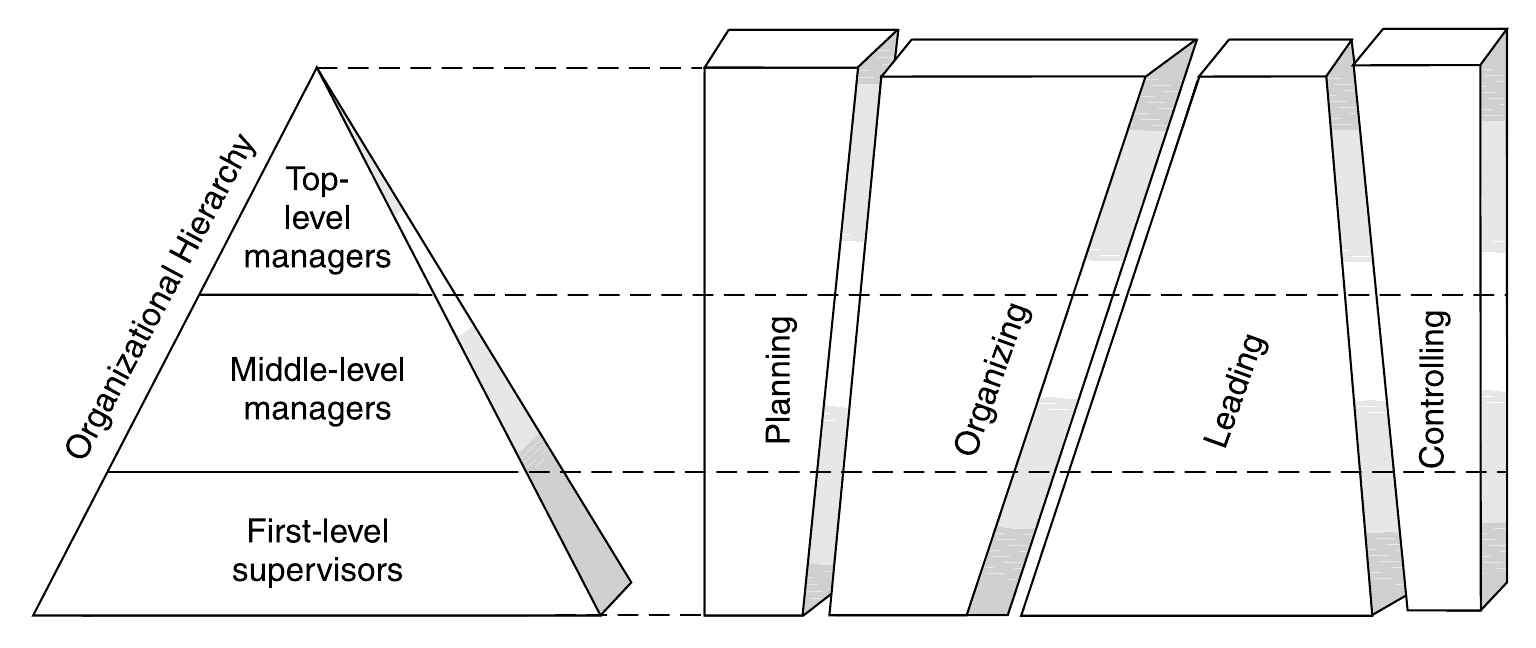 Organizational Hierarchy
Top-
level
managers
Middle-level
managers
First-level
supervisors
Planning
Organizing
Leading
Controlling